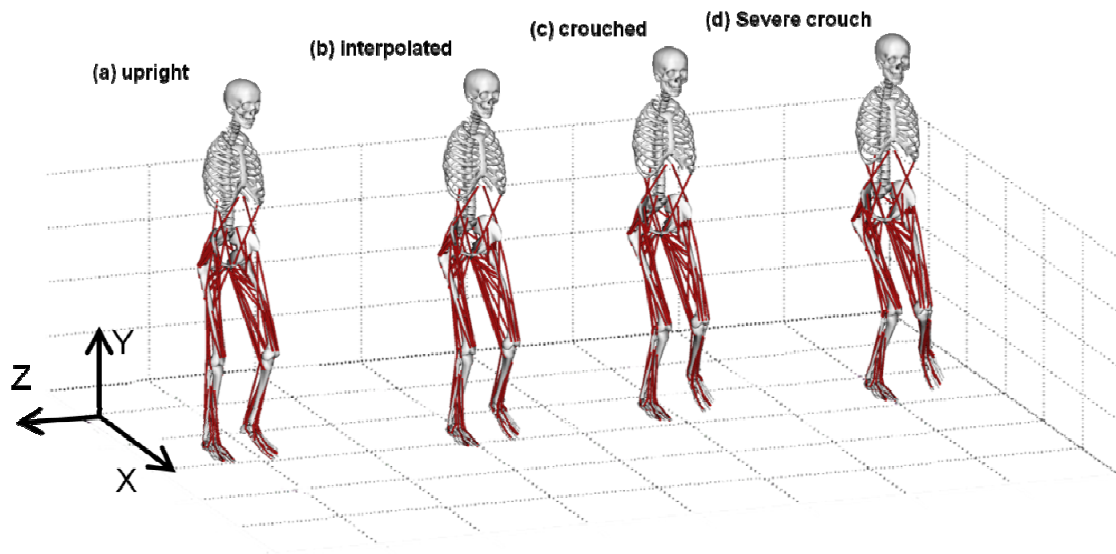 (a) upright
(b) interpolated
(c) crouched
(d) Severe crouch
Y
Z
X